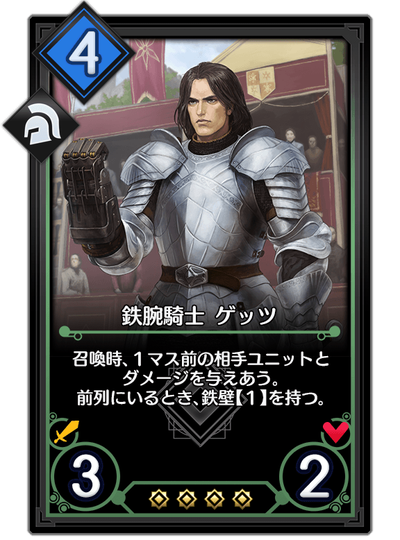 4
鉄腕騎士 ゲッツ
召喚時、1マス前の相手ユニットと
ダメージを与えあう。
前列にいるとき、鉄壁【1】を持つ。
3
2